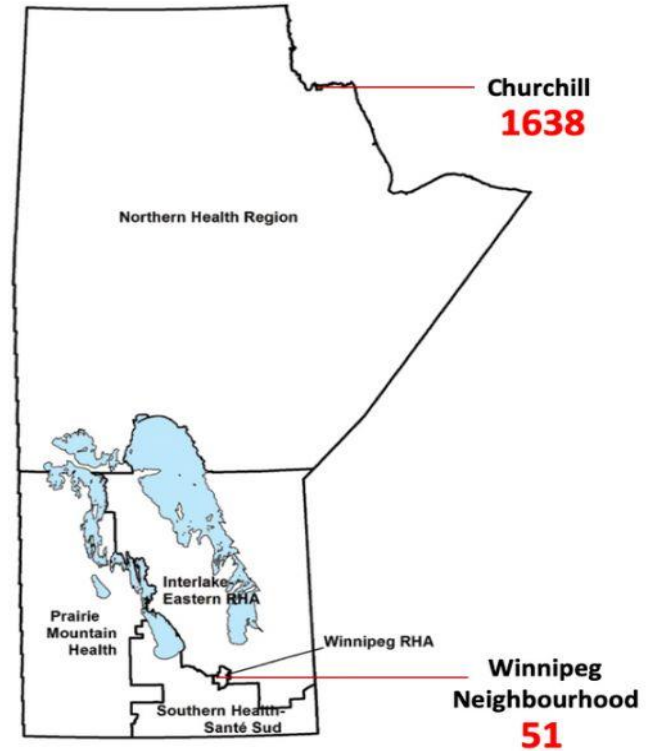 Churchill
1638
Northern Health Region
Interlake-
Eastern RHA
Prairie
Mountain
Health
Winnipeg RHA
Winnipeg
Neighbourhood
51
Southern Health-
Santé Sud